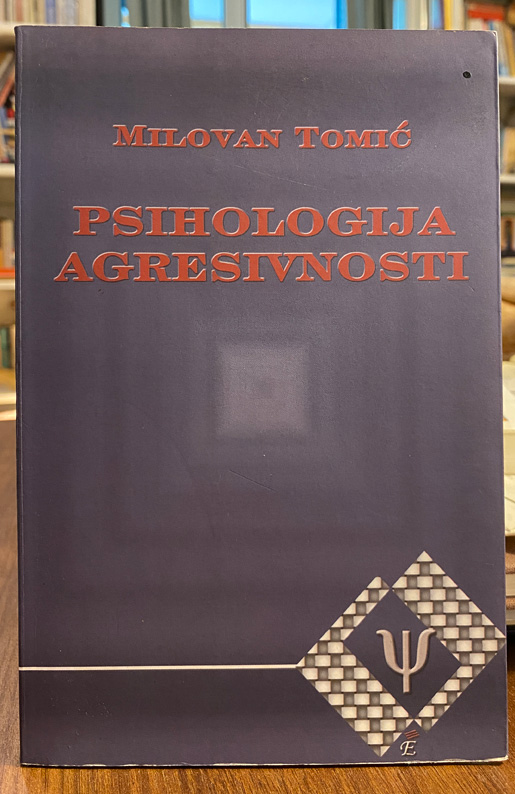 MILOVAN TOMIĆ
PSIHOLOGIJA
AGRESIVNOSTI
Ψ
E